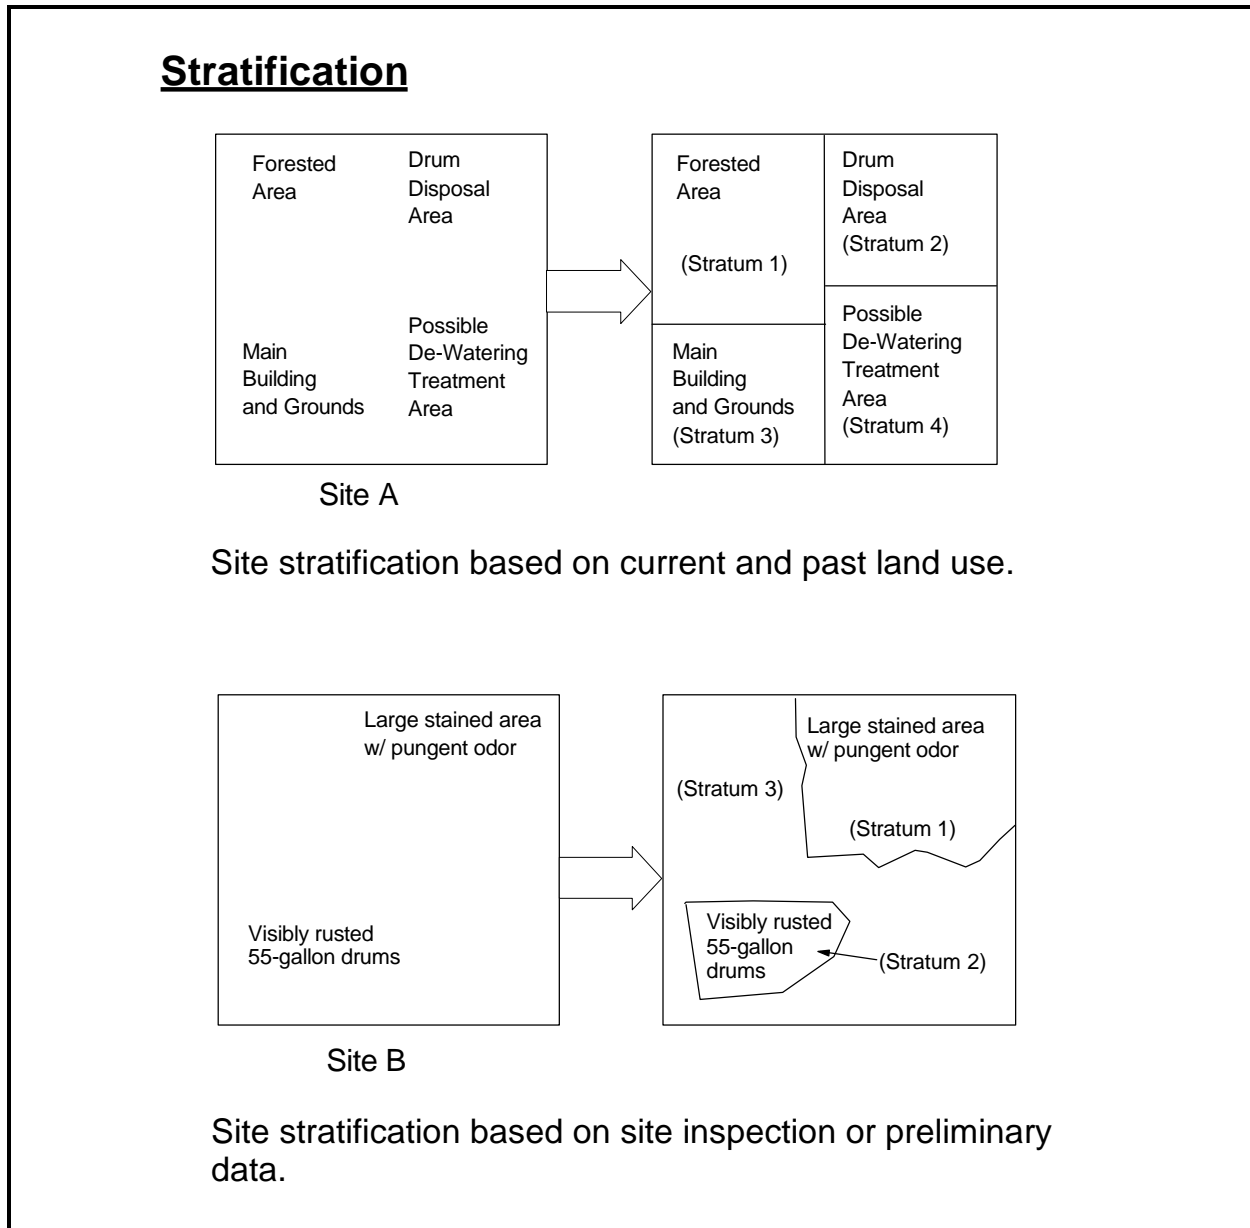 Stratification
Forested
Area
Drum
Disposal
Area
Main
Building
and Grounds
Possible
De-Watering
Treatment
Area
Forested
Area
(Stratum 1)
Drum
Disposal
Area
(Stratum 2)
Main
Building
and Grounds
(Stratum 3)
Possible
De-Watering
Treatment
Area
(Stratum 4)
Site A
Site stratification based on current and past land use.
Large stained area
w/ pungent odor
Visibly rusted
55-gallon drums
Large stained area
w/ pungent odor
(Stratum 3)
(Stratum 1)
Visibly rusted
55-gallon
drums
(Stratum 2)
Site B
Site stratification based on site inspection or preliminary
data.